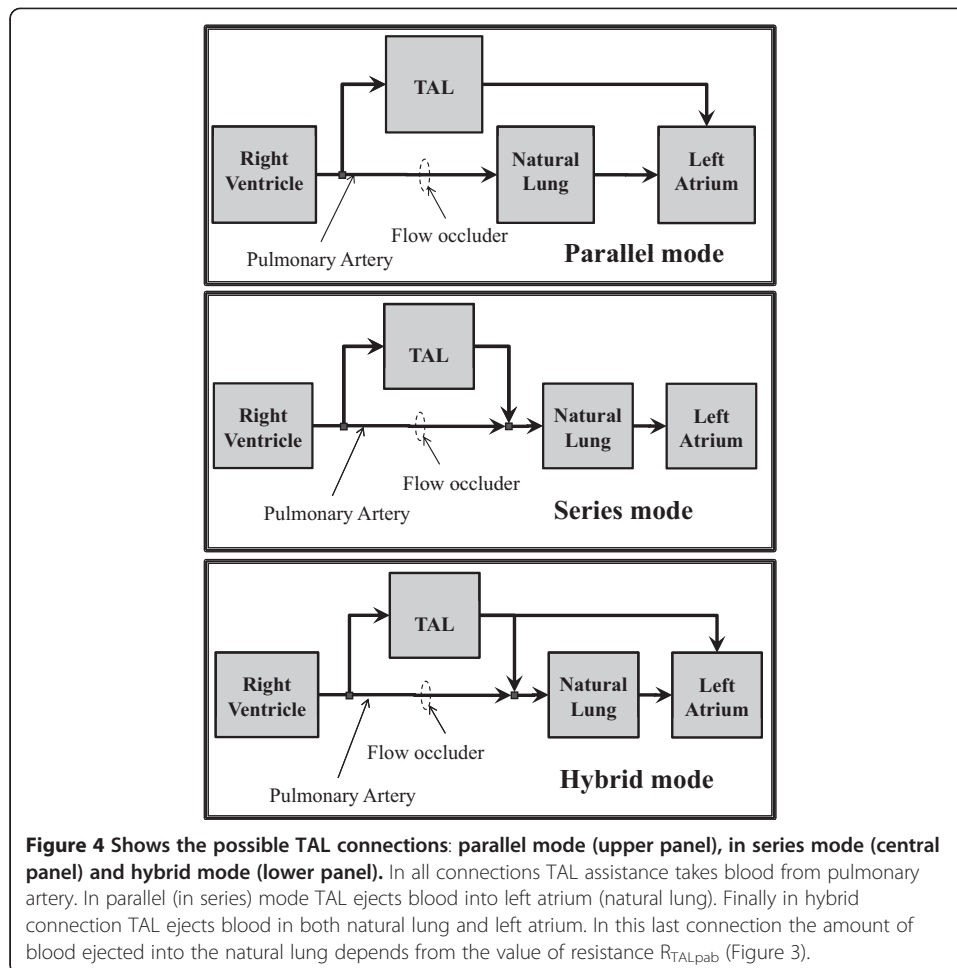 TAL
Right
Ventricle
Natural
Lung
Left
Atrium
Flow occluder
Pulmonary Artery
Parallel mode
TAL
Right
Ventricle
Natural
Lung
Left
Atrium
Flow occluder
Pulmonary Artery
Series mode
TAL
Right
Ventricle
Natural
Lung
Left
Atrium
Flow occluder
Pulmonary Artery
Hybrid mode
Figure 4 Shows the possible TAL connections: parallel mode (upper panel), in series mode (central
panel) and hybrid mode (lower panel). In all connections TAL assistance takes blood from pulmonary
artery. In parallel (in series) mode TAL ejects blood into left atrium (natural lung). Finally in hybrid
connection TAL ejects blood in both natural lung and left atrium. In this last connection the amount of
blood ejected into the natural lung depends from the value of resistance RTALpab (Figure 3).